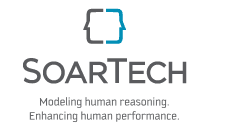 SOARTECH
Modeling human reasoning.
Enhancing human performance.